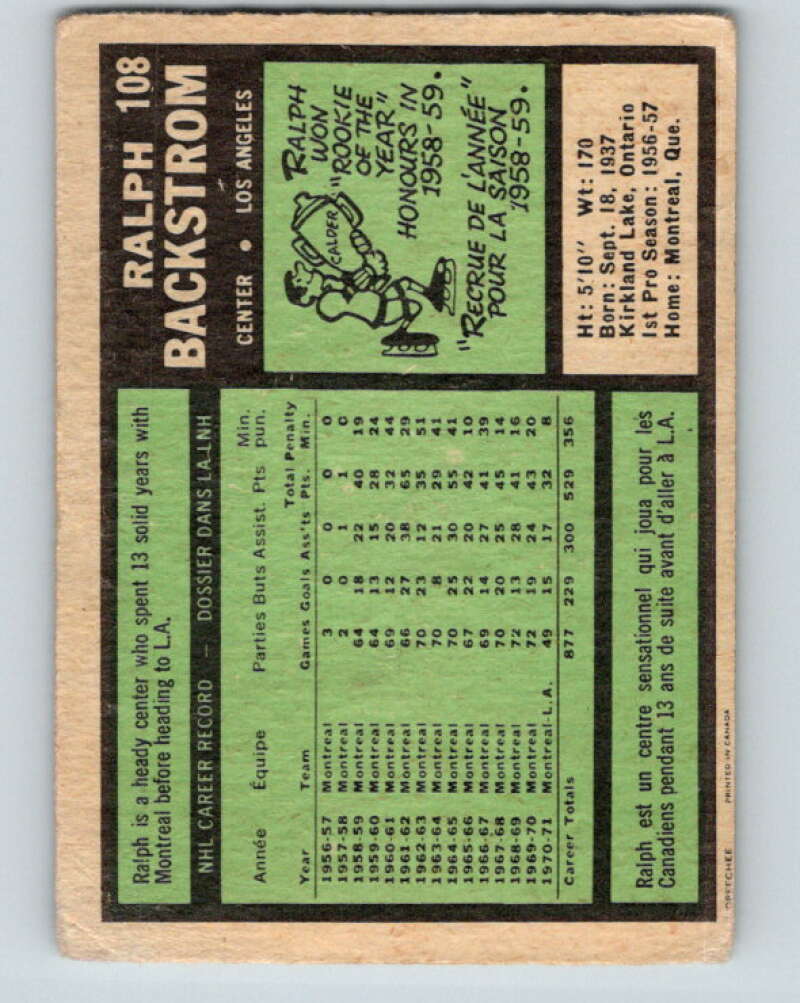 Ralph is a heady center who spent 13 solid years with
Montreal before heading to L.A.
RALPH 108
BACKSTROM
CENTER • LOS ANGELES
NHL CAREER RECORD — DOSSIER DANS LA LNH
Année Équipe Parties Buts Assist. Pts Min. pun.
Year Team Games Goals Ass'ts Total Pts. Penalty Min.
1956-57 Montreal 3 0 0 0 0
1957-58 Montreal 2 0 1 1 0
1958-59 Montreal 64 18 22 40 19
1959-60 Montreal 64 13 15 28 24
1960-61 Montreal 69 12 20 32 44
1961-62 Montreal 66 27 38 65 29
1962-63 Montreal 70 23 12 35 51
1963-64 Montreal 70 8 21 29 41
1964-65 Montreal 70 25 30 55 41
1965-66 Montreal 67 22 20 42 10
1966-67 Montreal 69 14 27 41 39
1967-68 Montreal 70 20 25 45 14
1968-69 Montreal 72 13 28 41 16
1969-70 Montreal 72 19 24 43 20
1970-71 Montreal-L.A. 49 15 17 32 8
Career Totals 877 229 300 529 356
RALPH
WON
"ROOKIE
OF THE
YEAR"
HONOURS IN
1958-59.
CALDER
"RECRUE DE L'ANNÉE"
POUR LA SAISON
1958-59.
Ralph est un centre sensationnel qui joua pour les
Canadiens pendant 13 ans de suite avant d'aller à L.A.
Ht: 5'10" Wt: 170
Born: Sept. 18, 1937
Kirkland Lake, Ontario
1st Pro Season: 1956-57
Home: Montreal, Que.
OPEECHEE PRINTED IN CANADA